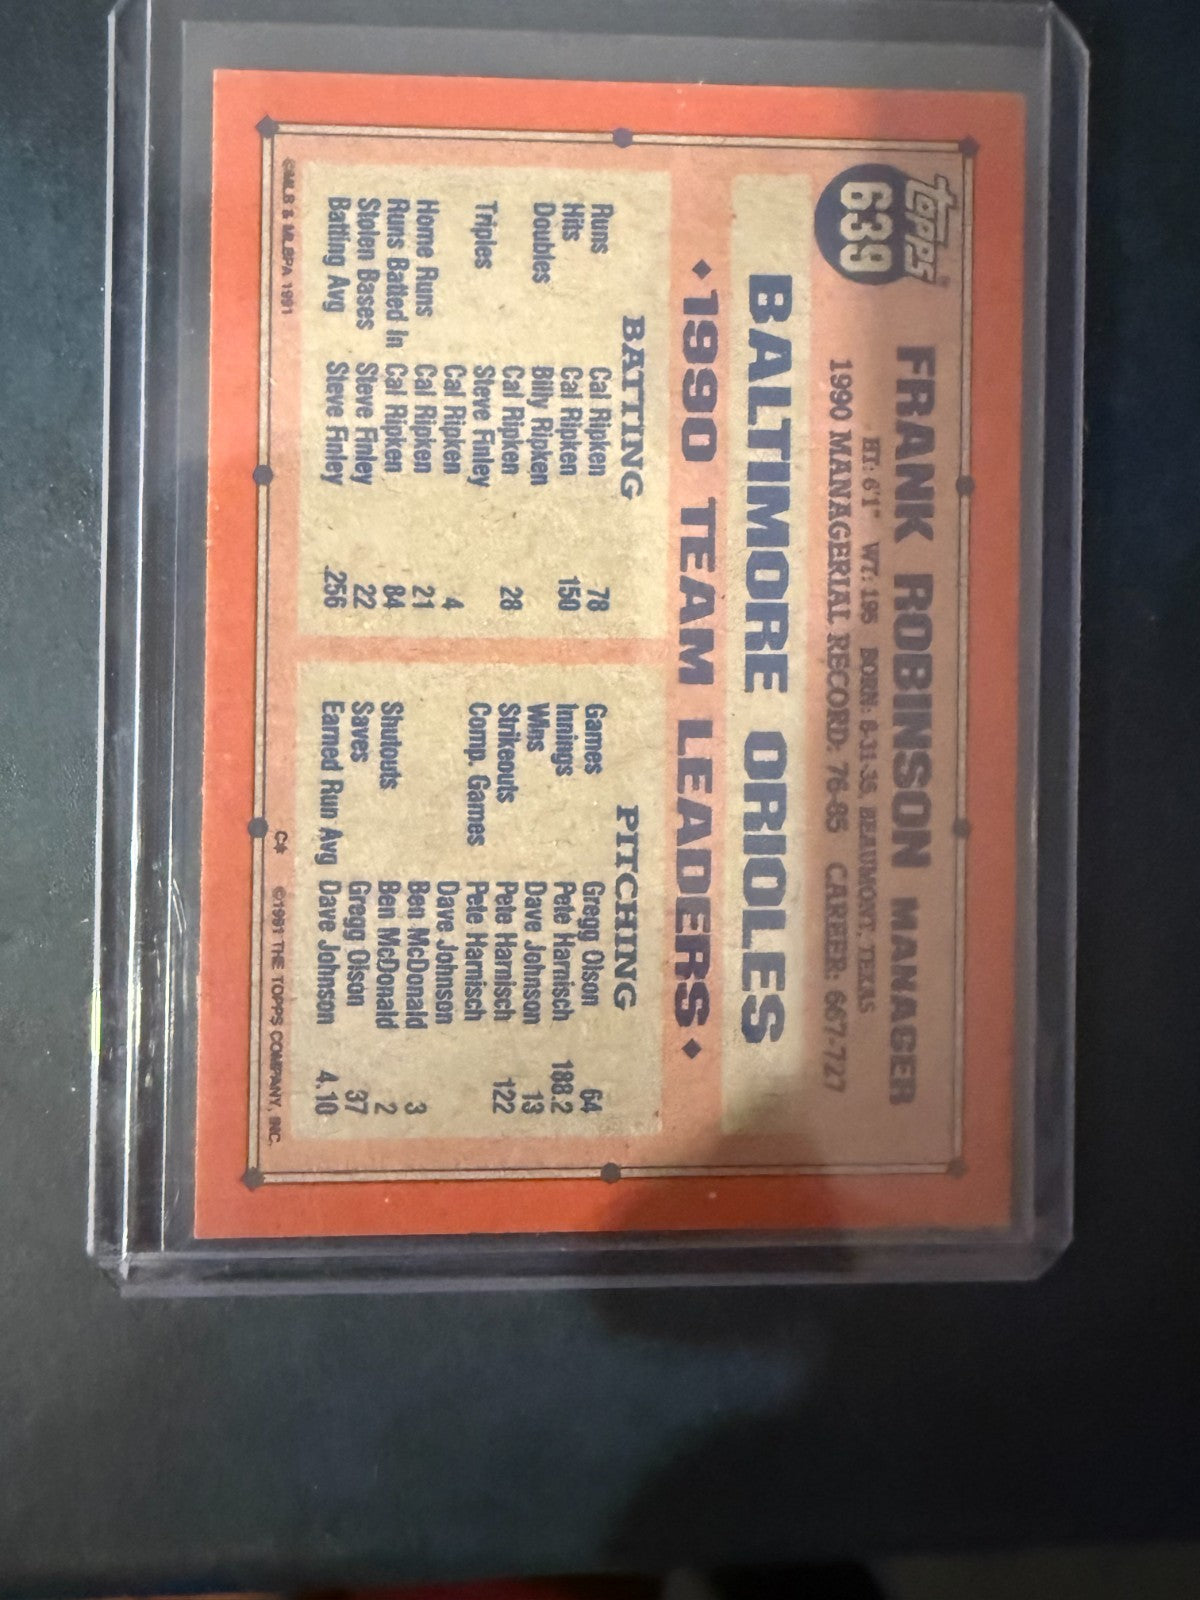 topps
639
FRANK ROBINSON MANAGER
HT: 6'1" WT: 195 BORN: 8-31-35, BEAUMONT, TEXAS
1990 MANAGERIAL RECORD: 76-85 CAREER: 667-727
BALTIMORE ORIOLES
♦1990 TEAM LEADERS♦
BATTING
Runs Cal Ripken 78
Hits Cal Ripken 150
Doubles Billy Ripken
Cal Ripken 28
Triples Steve Finley
Cal Ripken 4
Home Runs Cal Ripken 21
Runs Batted In Cal Ripken 84
Stolen Bases Steve Finley 22
Batting Avg Steve Finley .256
PITCHING
Games Gregg Olson 64
Innings Pete Harnisch 188.2
Wins Dave Johnson 13
Strikeouts Pete Harnisch 122
Comp. Games Pete Harnisch
Dave Johnson
Ben McDonald 3
Shutouts Ben McDonald 2
Saves Gregg Olson 37
Earned Run Avg Dave Johnson 4.10
©MLB & MLBPA 1991
C* ©1991 THE TOPPS COMPANY, INC.